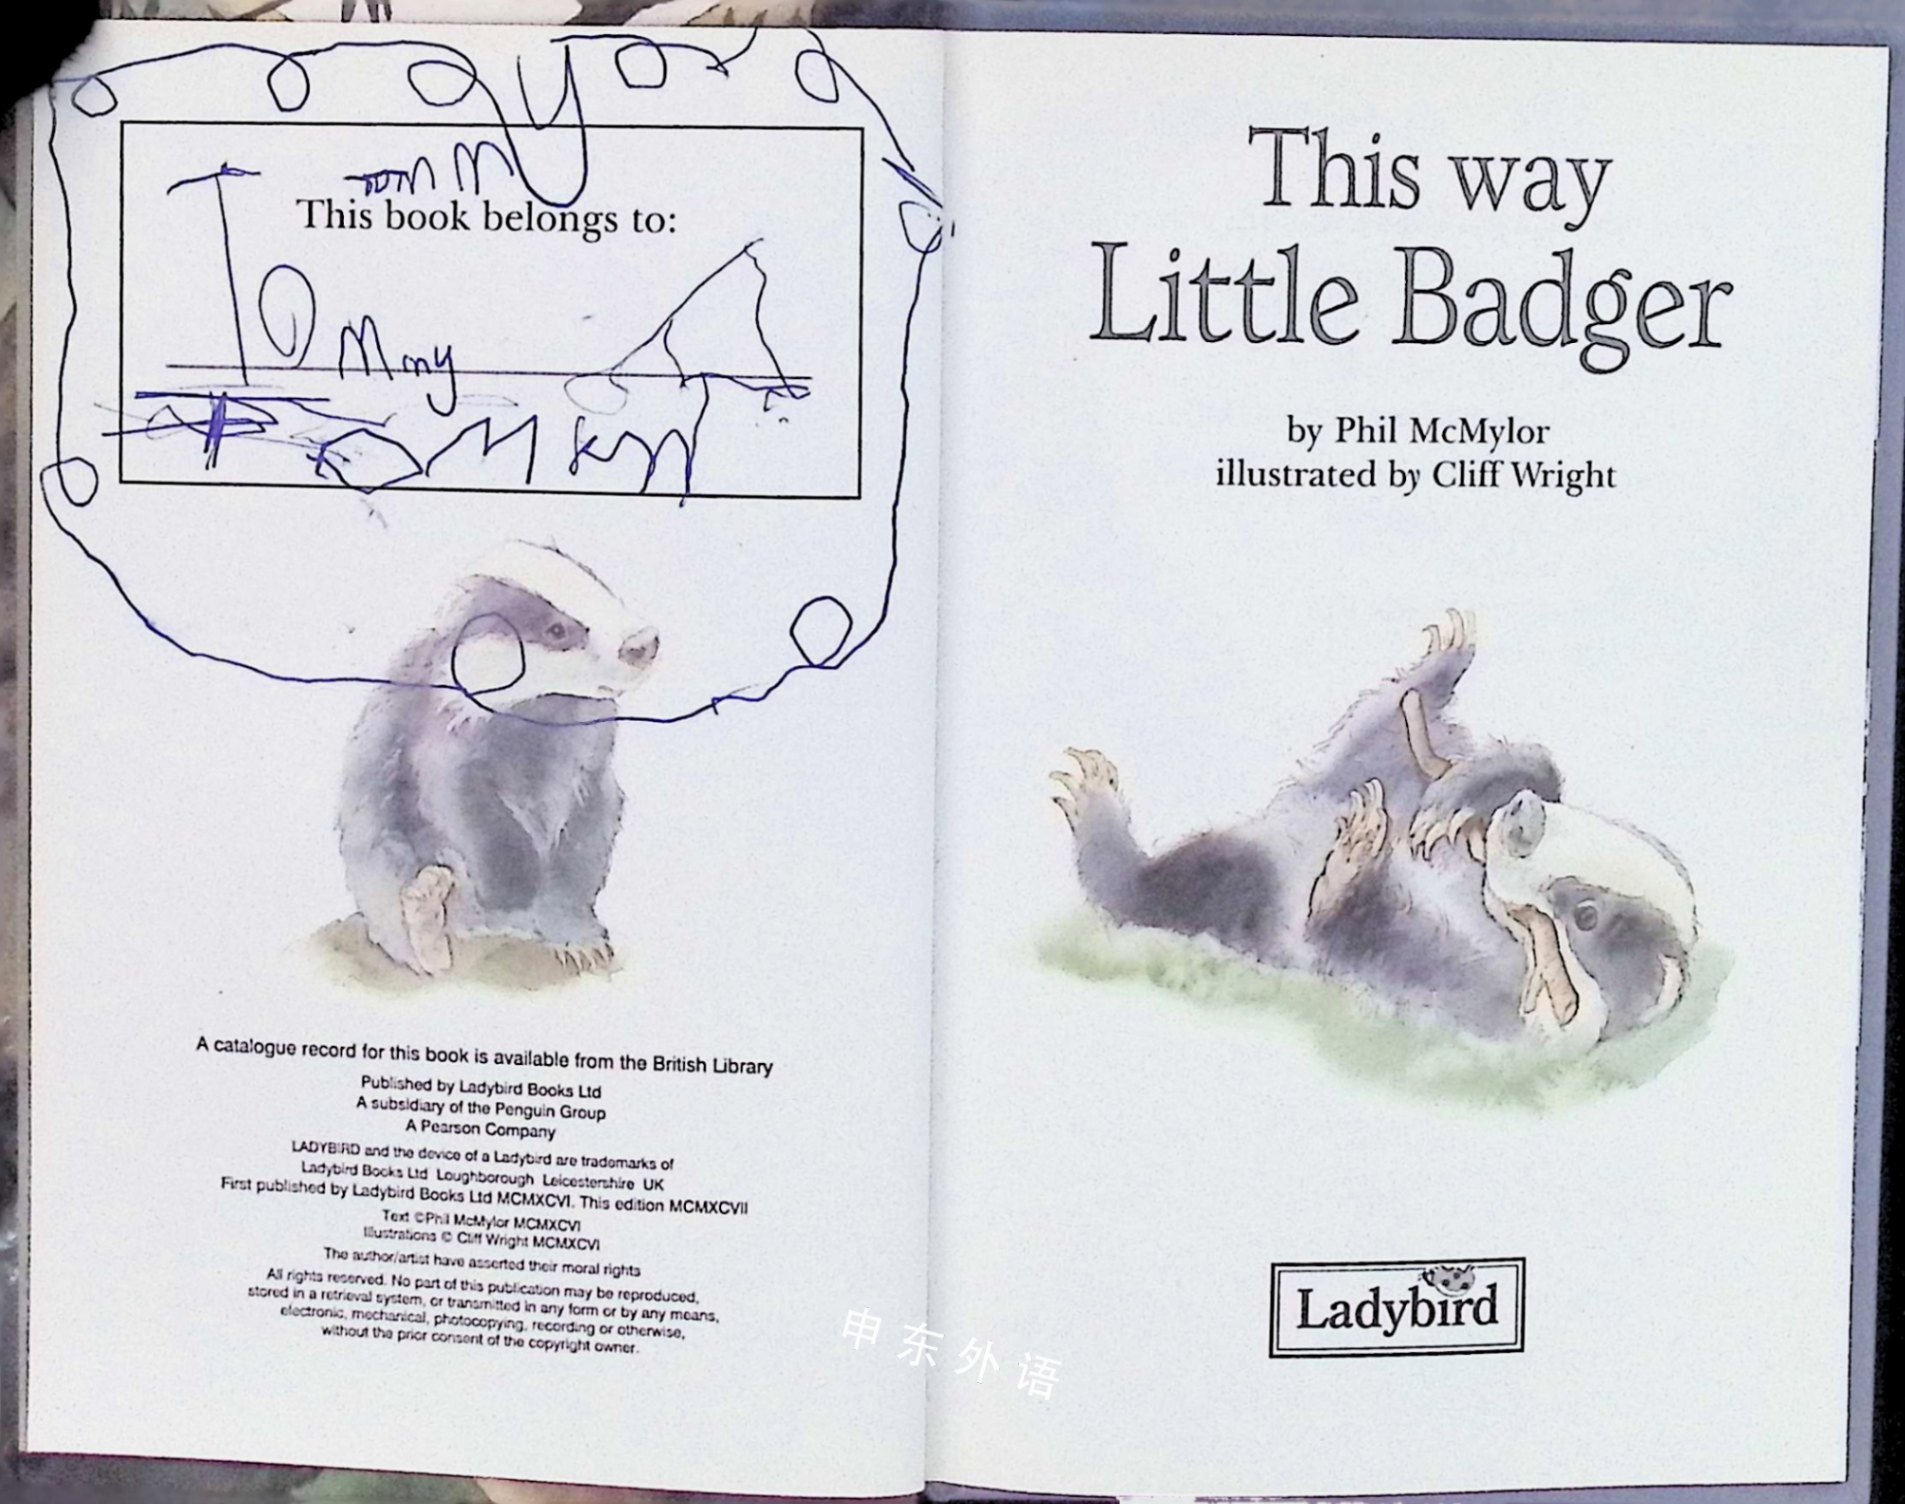 Tommy
This book belongs to:
Tommy
A catalogue record for this book is available from the British Library
Published by Ladybird Books Ltd
A subsidiary of the Penguin Group
A Pearson Company
LADYBIRD and the device of a Ladybird are trademarks of
Ladybird Books Ltd Loughborough Leicestershire UK
First published by Ladybird Books Ltd MCMXCVI. This edition MCMXCVII
Text ©Phil McMylor MCMXCVI
Illustrations © Cliff Wright MCMXCVI
The author/artist have asserted their moral rights
All rights reserved. No part of this publication may be reproduced,
stored in a retrieval system, or transmitted in any form or by any means,
electronic, mechanical, photocopying, recording or otherwise,
without the prior consent of the copyright owner.
This way
Little Badger
by Phil McMylor
illustrated by Cliff Wright
Ladybird
申东外语